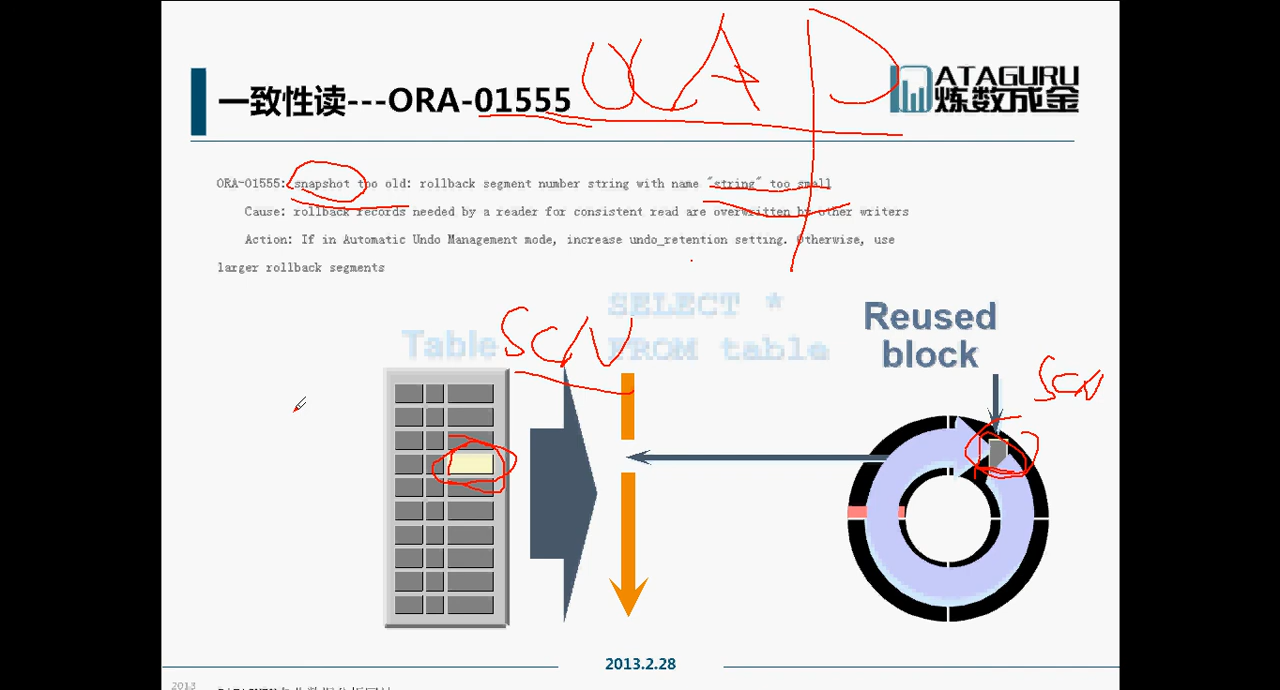 OCAP
ATAGURU
炼数成金
一致性读---ORA-01555
ORA-01555: snapshot too old: rollback segment number string with name "string" too small
Cause: rollback records needed by a reader for consistent read are overwritten by other writers
Action: If in Automatic Undo Management mode, increase undo_retention setting. Otherwise, use
larger rollback segments
SELECT *
FROM table
Table
SCN
Reused
block
SCN
2013.2.28
2013